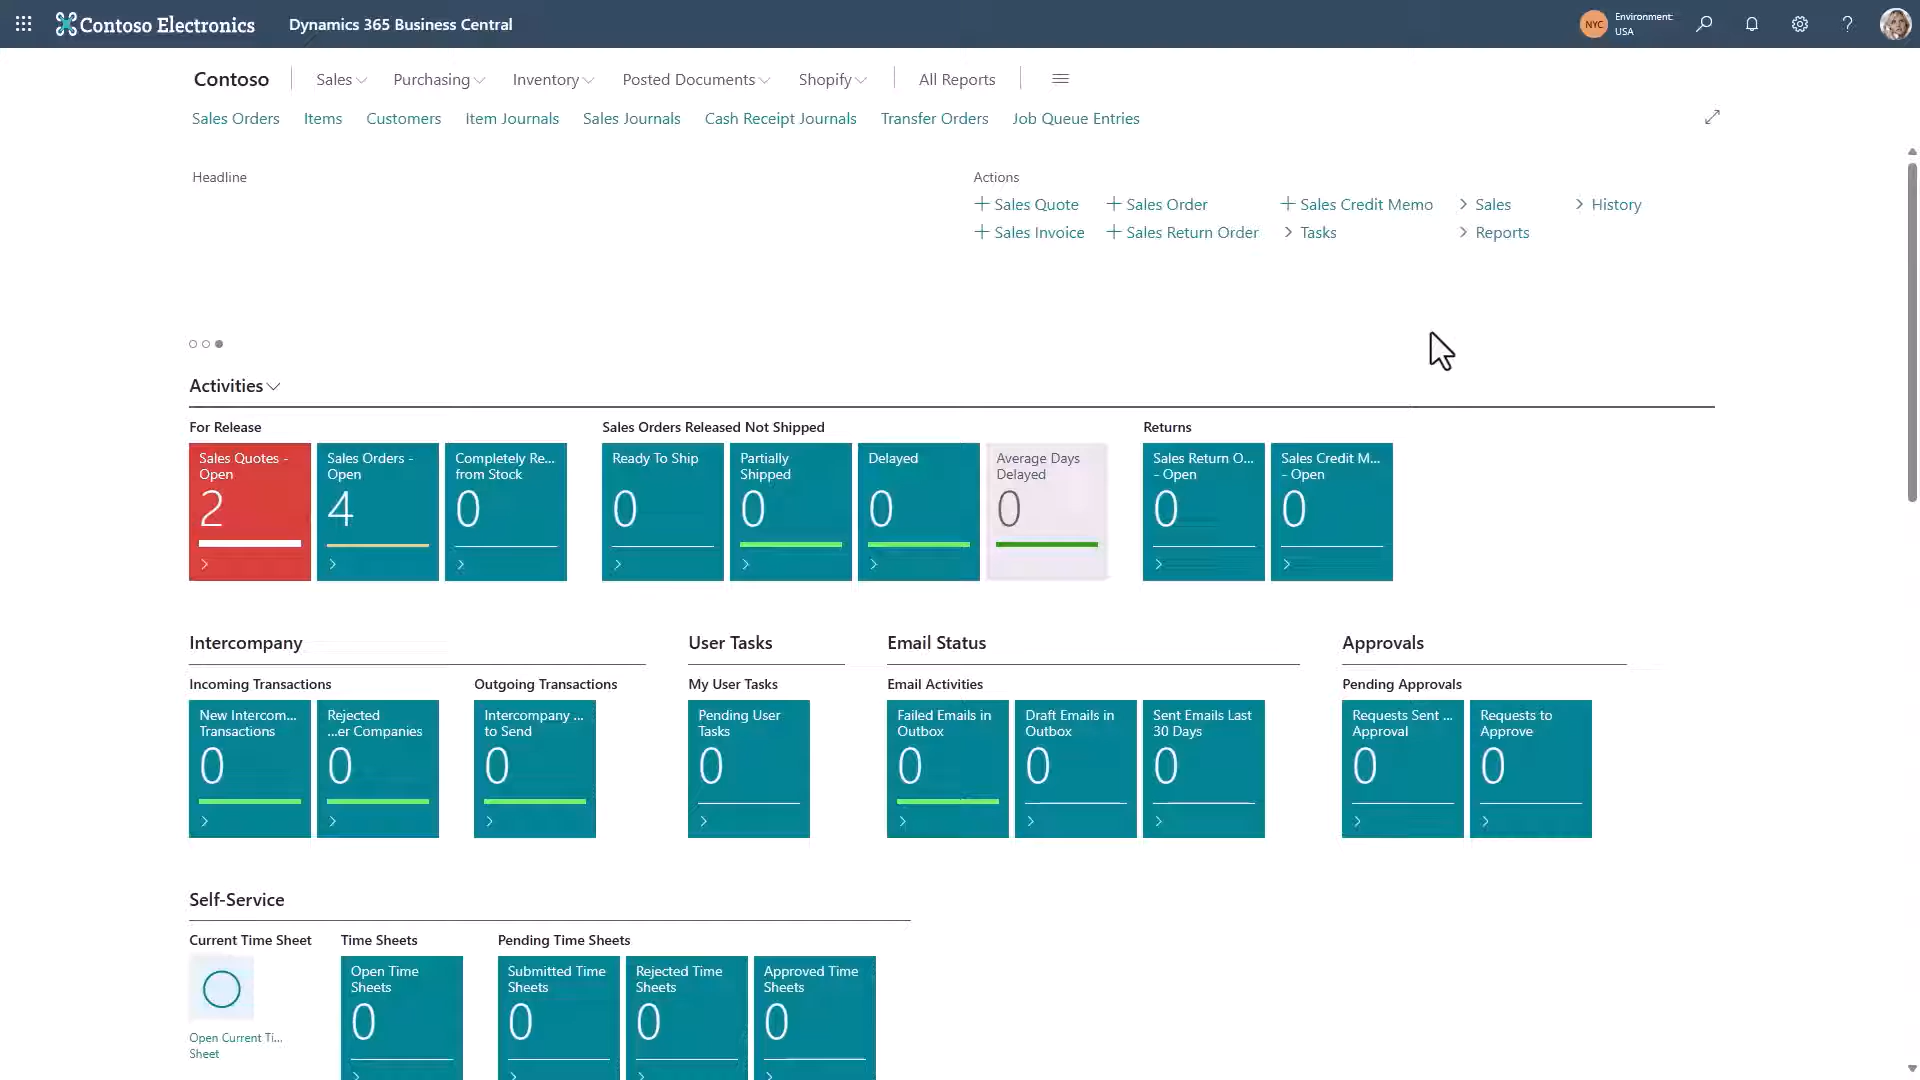 Contoso Electronics
Dynamics 365 Business Central
NYC
Environment:
USA
?
Contoso
Sales
Purchasing
Inventory
Posted Documents
Shopify
All Reports
Sales Orders
Items
Customers
Item Journals
Sales Journals
Cash Receipt Journals
Transfer Orders
Job Queue Entries
Headline
Actions
+ Sales Quote
+ Sales Order
+ Sales Credit Memo
> Sales
> History
+ Sales Invoice
+ Sales Return Order
> Tasks
> Reports
Activities
For Release
Sales Quotes -
Open
2
Sales Orders -
Open
4
Completely Re...
from Stock
0
Sales Orders Released Not Shipped
Ready To Ship
0
Partially
Shipped
0
Delayed
0
Average Days
Delayed
0
Returns
Sales Return O...
- Open
0
Sales Credit M...
- Open
0
Intercompany
Incoming Transactions
New Intercom...
Transactions
0
Rejected
...er Companies
0
Outgoing Transactions
Intercompany ...
to Send
0
User Tasks
My User Tasks
Pending User
Tasks
0
Email Status
Email Activities
Failed Emails in
Outbox
0
Draft Emails in
Outbox
0
Sent Emails Last
30 Days
0
Approvals
Pending Approvals
Requests Sent ...
Approval
0
Requests to
Approve
0
Self-Service
Current Time Sheet
Open Current Ti...
Sheet
Time Sheets
Open Time
Sheets
0
Pending Time Sheets
Submitted Time
Sheets
0
Rejected Time
Sheets
0
Approved Time
Sheets
0